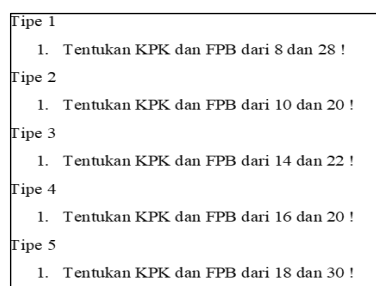 Tipe 1
1. Tentukan KPK dan FPB dari 8 dan 28 !
Tipe 2
1. Tentukan KPK dan FPB dari 10 dan 20 !
Tipe 3
1. Tentukan KPK dan FPB dari 14 dan 22 !
Tipe 4
1. Tentukan KPK dan FPB dari 16 dan 20 !
Tipe 5
1. Tentukan KPK dan FPB dari 18 dan 30 !